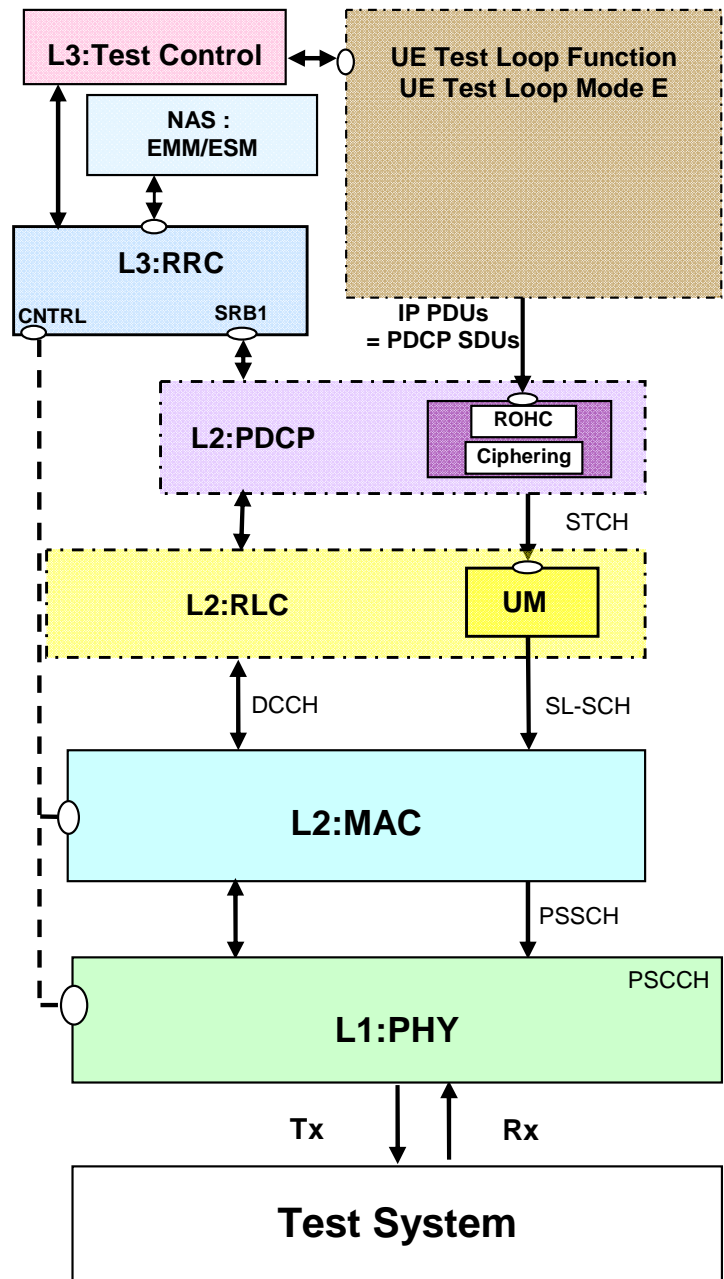 L3:Test Control
UE Test Loop Function
UE Test Loop Mode E
NAS :
EMM/ESM
L3:RRC
CNTRL
SRB1
IP PDUs
= PDCP SDUs
L2:PDCP
ROHC
Ciphering
STCH
L2:RLC
UM
DCCH
SL-SCH
L2:MAC
PSSCH
PSCCH
L1:PHY
Tx
Rx
Test System